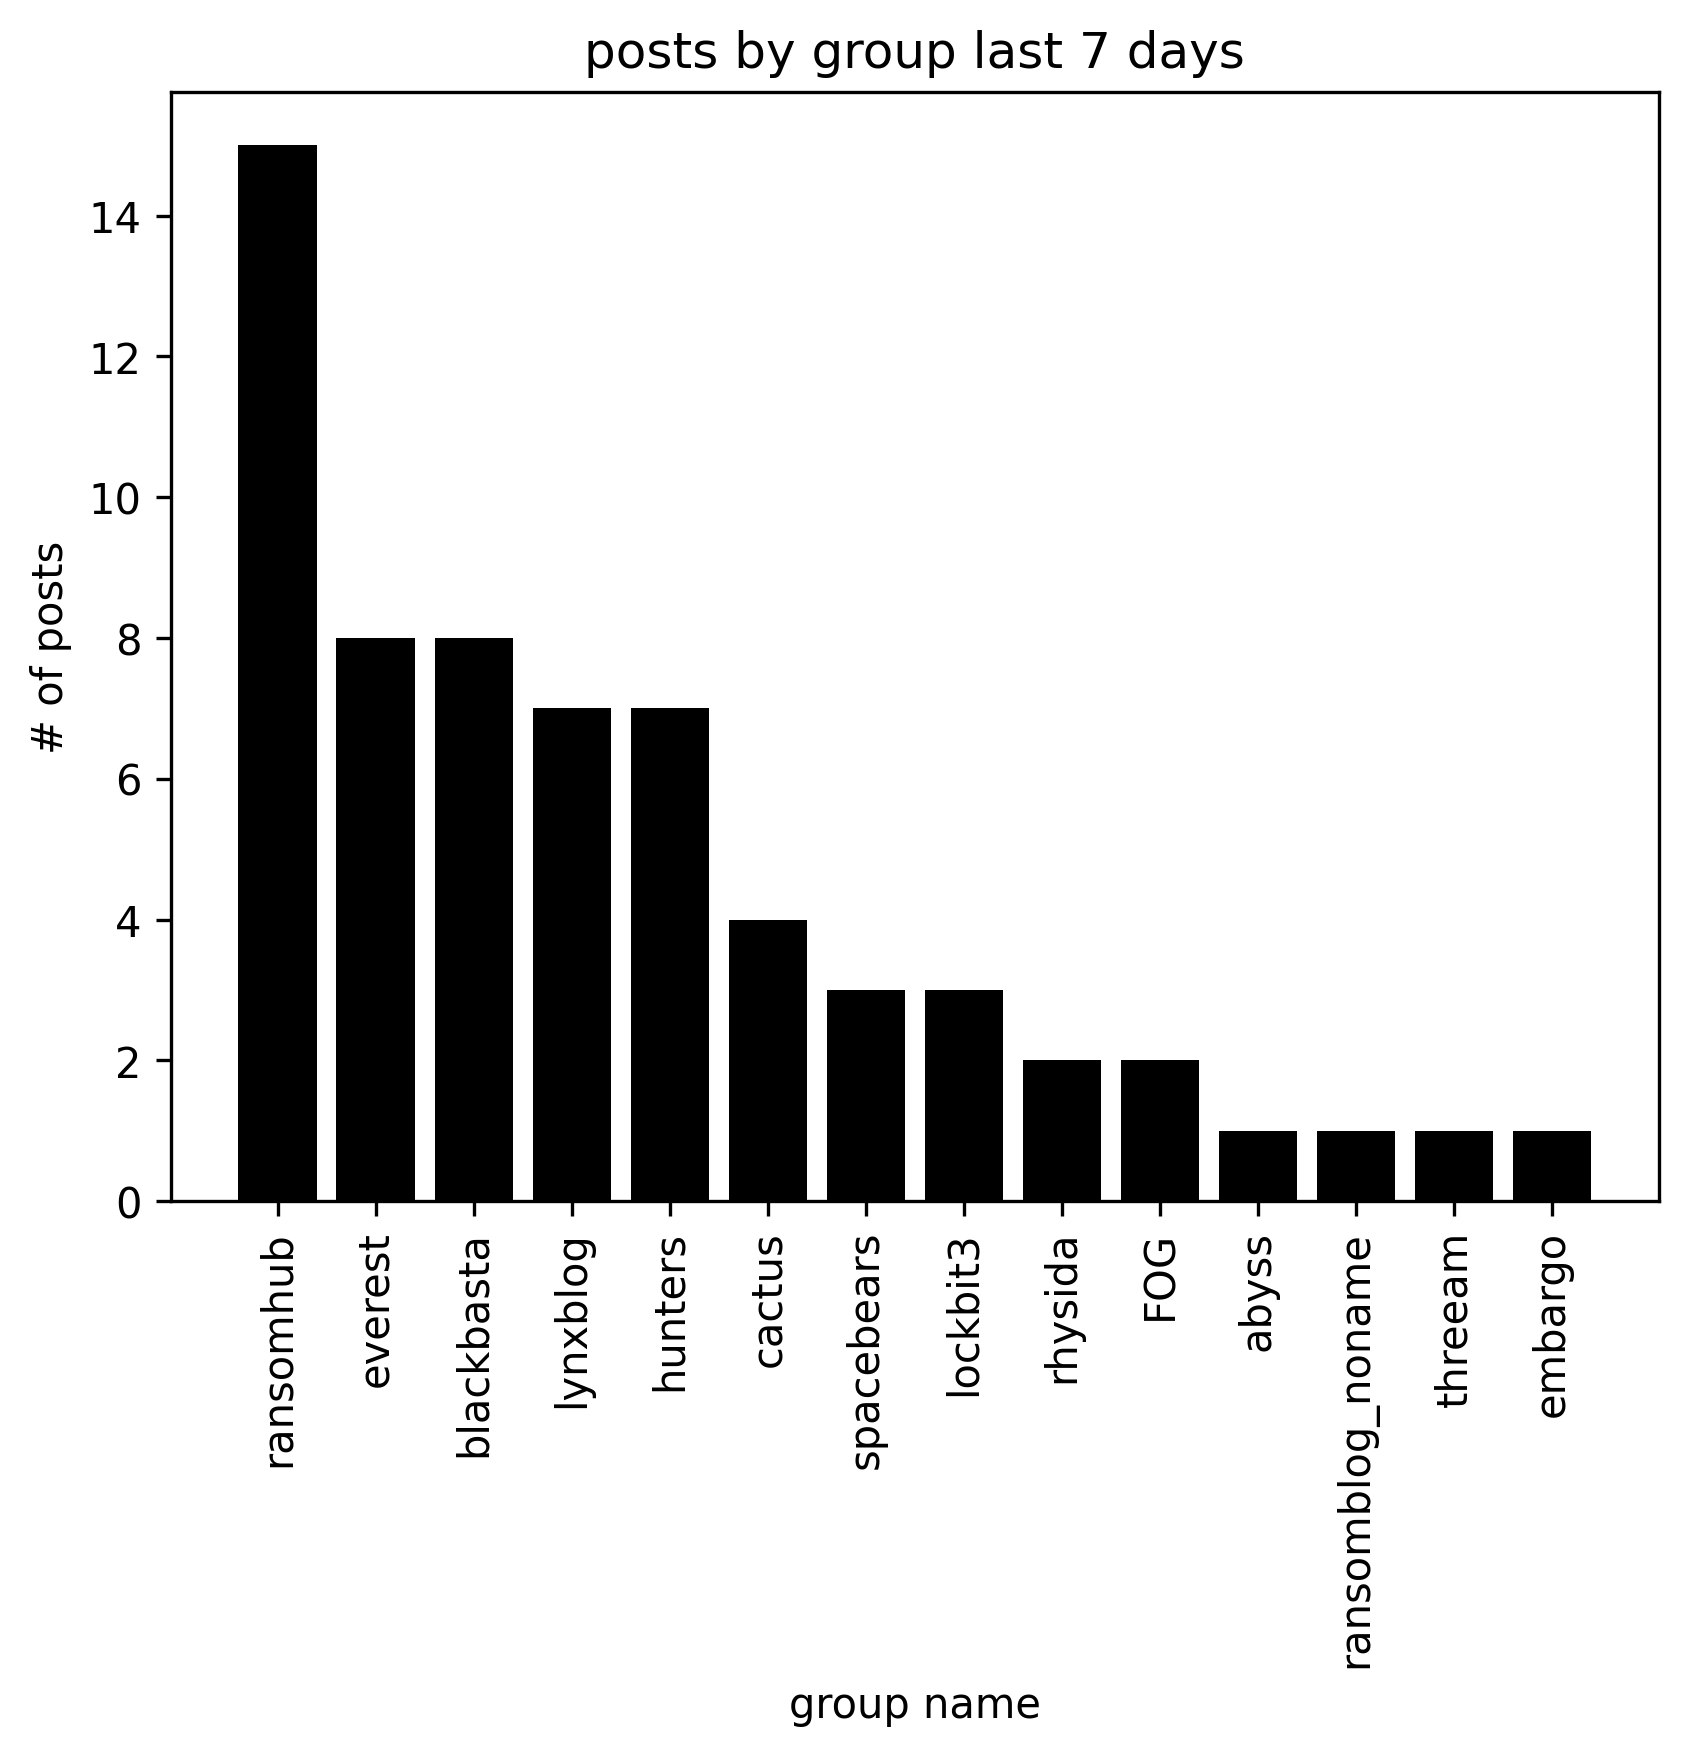 posts by group last 7 days
# of posts
14
12
10
8
6
4
2
0
ransomhub
everest
blackbasta
lynxblog
hunters
cactus
spacebears
lockbit3
rhysida
FOG
abyss
ransomblog_noname
threeam
embargo
group name